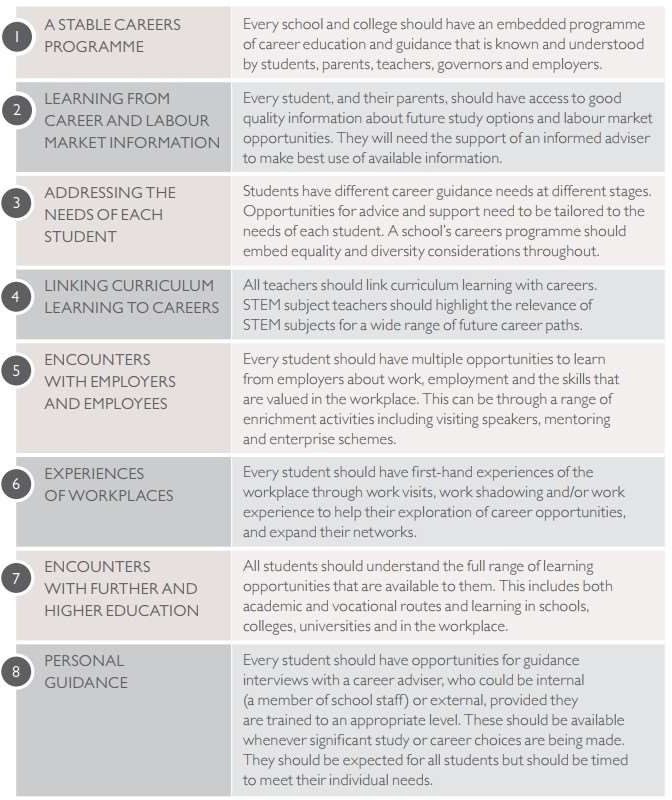 1
A STABLE CAREERS
PROGRAMME
Every school and college should have an embedded programme
of career education and guidance that is known and understood
by students, parents, teachers, governors and employers.
2
LEARNING FROM
CAREER AND LABOUR
MARKET INFORMATION
Every student, and their parents, should have access to good
quality information about future study options and labour market
opportunities. They will need the support of an informed adviser
to make best use of available information.
3
ADDRESSING THE
NEEDS OF EACH
STUDENT
Students have different career guidance needs at different stages.
Opportunities for advice and support need to be tailored to the
needs of each student. A school's careers programme should
embed equality and diversity considerations throughout.
4
LINKING CURRICULUM
LEARNING TO CAREERS
All teachers should link curriculum learning with careers.
STEM subject teachers should highlight the relevance of
STEM subjects for a wide range of future career paths.
5
ENCOUNTERS
WITH EMPLOYERS
AND EMPLOYEES
Every student should have multiple opportunities to learn
from employers about work, employment and the skills that
are valued in the workplace. This can be through a range of
enrichment activities including visiting speakers, mentoring
and enterprise schemes.
6
EXPERIENCES
OF WORKPLACES
Every student should have first-hand experiences of the
workplace through work visits, work shadowing and/or work
experience to help their exploration of career opportunities,
and expand their networks.
7
ENCOUNTERS
WITH FURTHER AND
HIGHER EDUCATION
All students should understand the full range of learning
opportunities that are available to them. This includes both
academic and vocational routes and learning in schools,
colleges, universities and in the workplace.
8
PERSONAL
GUIDANCE
Every student should have opportunities for guidance
interviews with a career adviser, who could be internal
(a member of school staff) or external, provided they
are trained to an appropriate level. These should be available
whenever significant study or career choices are being made.
They should be expected for all students but should be timed
to meet their individual needs.